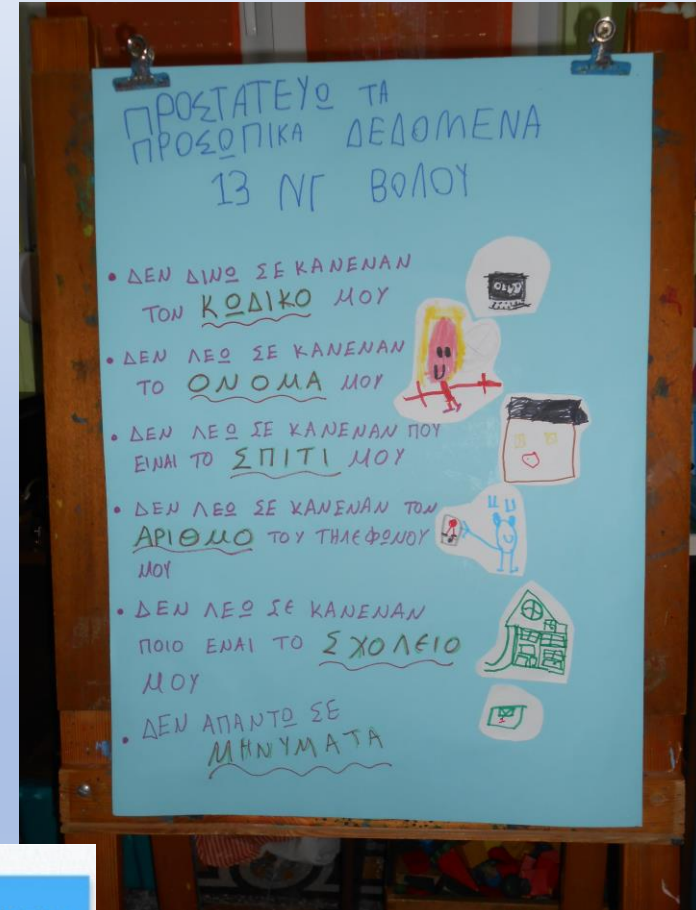 ΠΡΟΣΤΑΤΕΥΩ ΤΑ
ΠΡΟΣΩΠΙΚΑ ΔΕΔΟΜΕΝΑ
13 ΝΓ ΒΟΛΟΥ
• ΔΕΝ ΔΙΝΩ ΣΕ ΚΑΝΕΝΑΝ
ΤΟΝ ΚΩΔΙΚΟ ΜΟΥ
• ΔΕΝ ΛΕΩ ΣΕ ΚΑΝΕΝΑΝ
ΤΟ ΟΝΟΜΑ ΜΟΥ
• ΔΕΝ ΛΕΩ ΣΕ ΚΑΝΕΝΑΝ ΠΟΥ
ΕΙΝΑΙ ΤΟ ΣΠΙΤΙ ΜΟΥ
• ΔΕΝ ΛΕΩ ΣΕ ΚΑΝΕΝΑΝ ΤΟΝ
ΑΡΙΘΜΟ ΤΟΥ ΤΗΛΕΦΩΝΟΥ
ΜΟΥ
• ΔΕΝ ΛΕΩ ΣΕ ΚΑΝΕΝΑΝ
ΠΟΙΟ ΕΝΑΙ ΤΟ ΣΧΟΛΕΙΟ
ΜΟΥ
• ΔΕΝ ΑΠΑΝΤΩ ΣΕ
ΜΗΝΥΜΑΤΑ